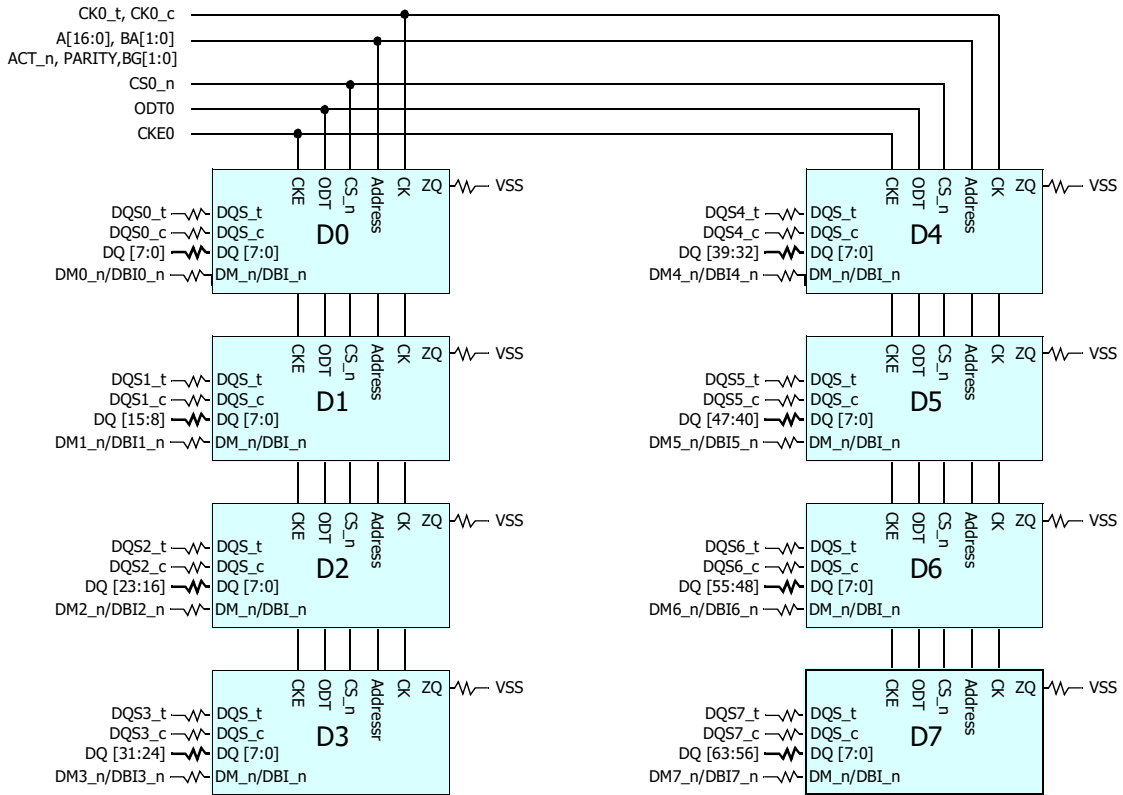 CK0_t, CK0_c
A[16:0], BA[1:0]
ACT_n, PARITY,BG[1:0]
CS0_n
ODT0
CKE0
CKE
ODT
CS_n
Address
CK
ZQ
VSS
DQS0_t
DQS_t
DQS0_c
DQS_c
DQ [7:0]
DQ [7:0]
DM0_n/DBI0_n
DM_n/DBI_n
D0
CKE
ODT
CS_n
Address
CK
ZQ
VSS
DQS4_t
DQS_t
DQS4_c
DQS_c
DQ [39:32]
DQ [7:0]
DM4_n/DBI4_n
DM_n/DBI_n
D4
CKE
ODT
CS_n
Address
CK
ZQ
VSS
DQS1_t
DQS_t
DQS1_c
DQS_c
DQ [15:8]
DQ [7:0]
DM1_n/DBI1_n
DM_n/DBI_n
D1
CKE
ODT
CS_n
Address
CK
ZQ
VSS
DQS5_t
DQS_t
DQS5_c
DQS_c
DQ [47:40]
DQ [7:0]
DM5_n/DBI5_n
DM_n/DBI_n
D5
CKE
ODT
CS_n
Address
CK
ZQ
VSS
DQS2_t
DQS_t
DQS2_c
DQS_c
DQ [23:16]
DQ [7:0]
DM2_n/DBI2_n
DM_n/DBI_n
D2
CKE
ODT
CS_n
Address
CK
ZQ
VSS
DQS6_t
DQS_t
DQS6_c
DQS_c
DQ [55:48]
DQ [7:0]
DM6_n/DBI6_n
DM_n/DBI_n
D6
CKE
ODT
CS_n
Addressr
CK
ZQ
VSS
DQS3_t
DQS_t
DQS3_c
DQS_c
DQ [31:24]
DQ [7:0]
DM3_n/DBI3_n
DM_n/DBI_n
D3
CKE
ODT
CS_n
Address
CK
ZQ
VSS
DQS7_t
DQS_t
DQS7_c
DQS_c
DQ [63:56]
DQ [7:0]
DM7_n/DBI7_n
DM_n/DBI_n
D7